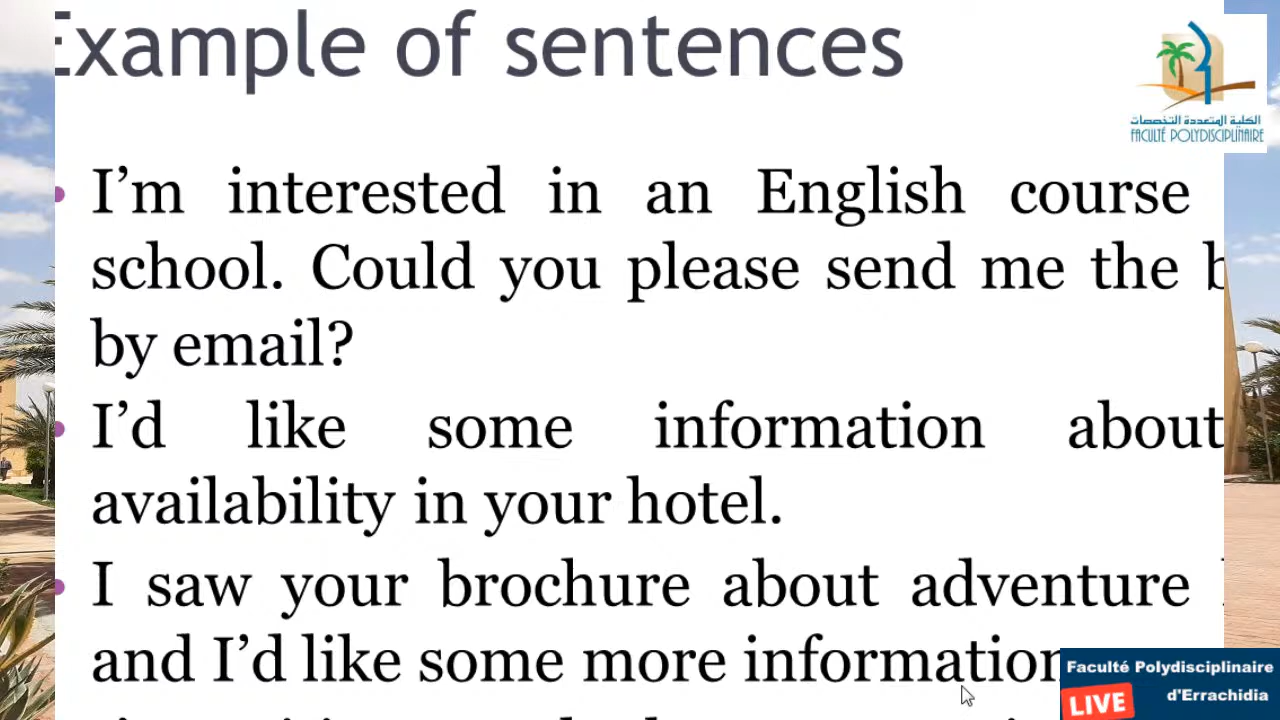 Example of sentences
الكلية المتعددة التخصصات
FACULTÉ POLYDISCIPLINAIRE
I’m interested in an English course
school. Could you please send me the
by email?
I’d like some information about
availability in your hotel.
I saw your brochure about adventure
and I’d like some more information
Faculté Polydisciplinaire
d'Errachidia
LIVE